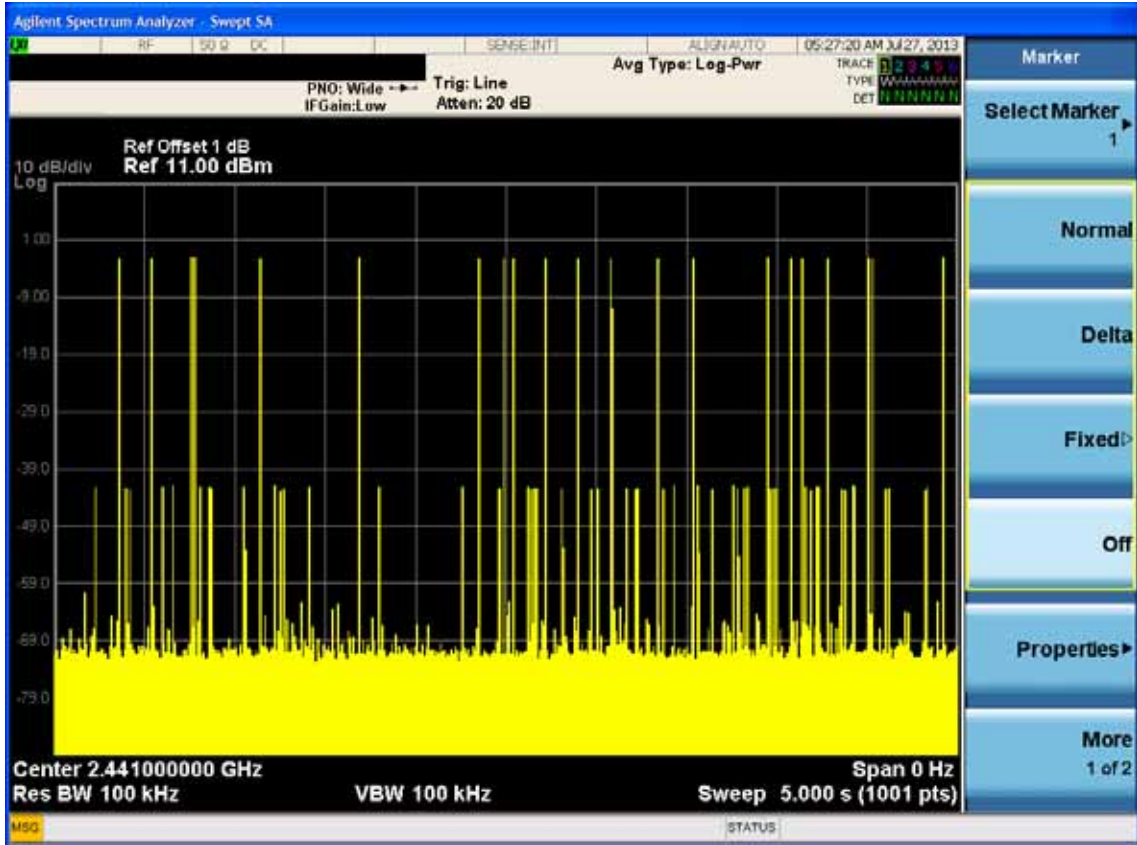 Agilent Spectrum Analyzer - Swept SA
RF 50 Ω DC SENSE:INT ALIGN AUTO 05:27:20 AM Jul 27, 2013
PNO: Wide Trig: Line Avg Type: Log-Pwr TRACE 1 2 3 4 5 6
IFGain:Low Atten: 20 dB TYPE
DET N N N N N N
Ref Offset 1 dB
10 dB/div Ref 11.00 dBm
Log
1.00
-9.00
-19.0
-29.0
-39.0
-49.0
-59.0
-69.0
-79.0
Center 2.441000000 GHz Span 0 Hz
Res BW 100 kHz VBW 100 kHz Sweep 5.000 s (1001 pts)
MSG STATUS
Marker
Select Marker
1
Normal
Delta
Fixed
Off
Properties
More
1 of 2